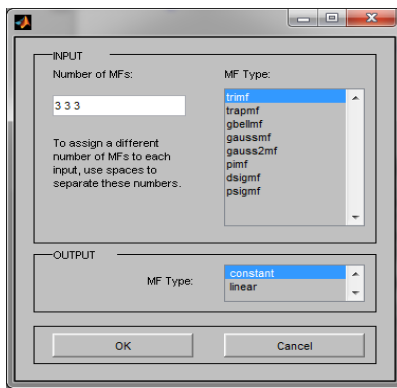 INPUT
Number of MFs:
3 3 3
To assign a different
number of MFs to each
input, use spaces to
separate these numbers.
MF Type:
trimf
trapmf
gbellmf
gaussmf
gauss2mf
pimf
dsigmf
psigmf
OUTPUT
MF Type:
constant
linear
OK
Cancel